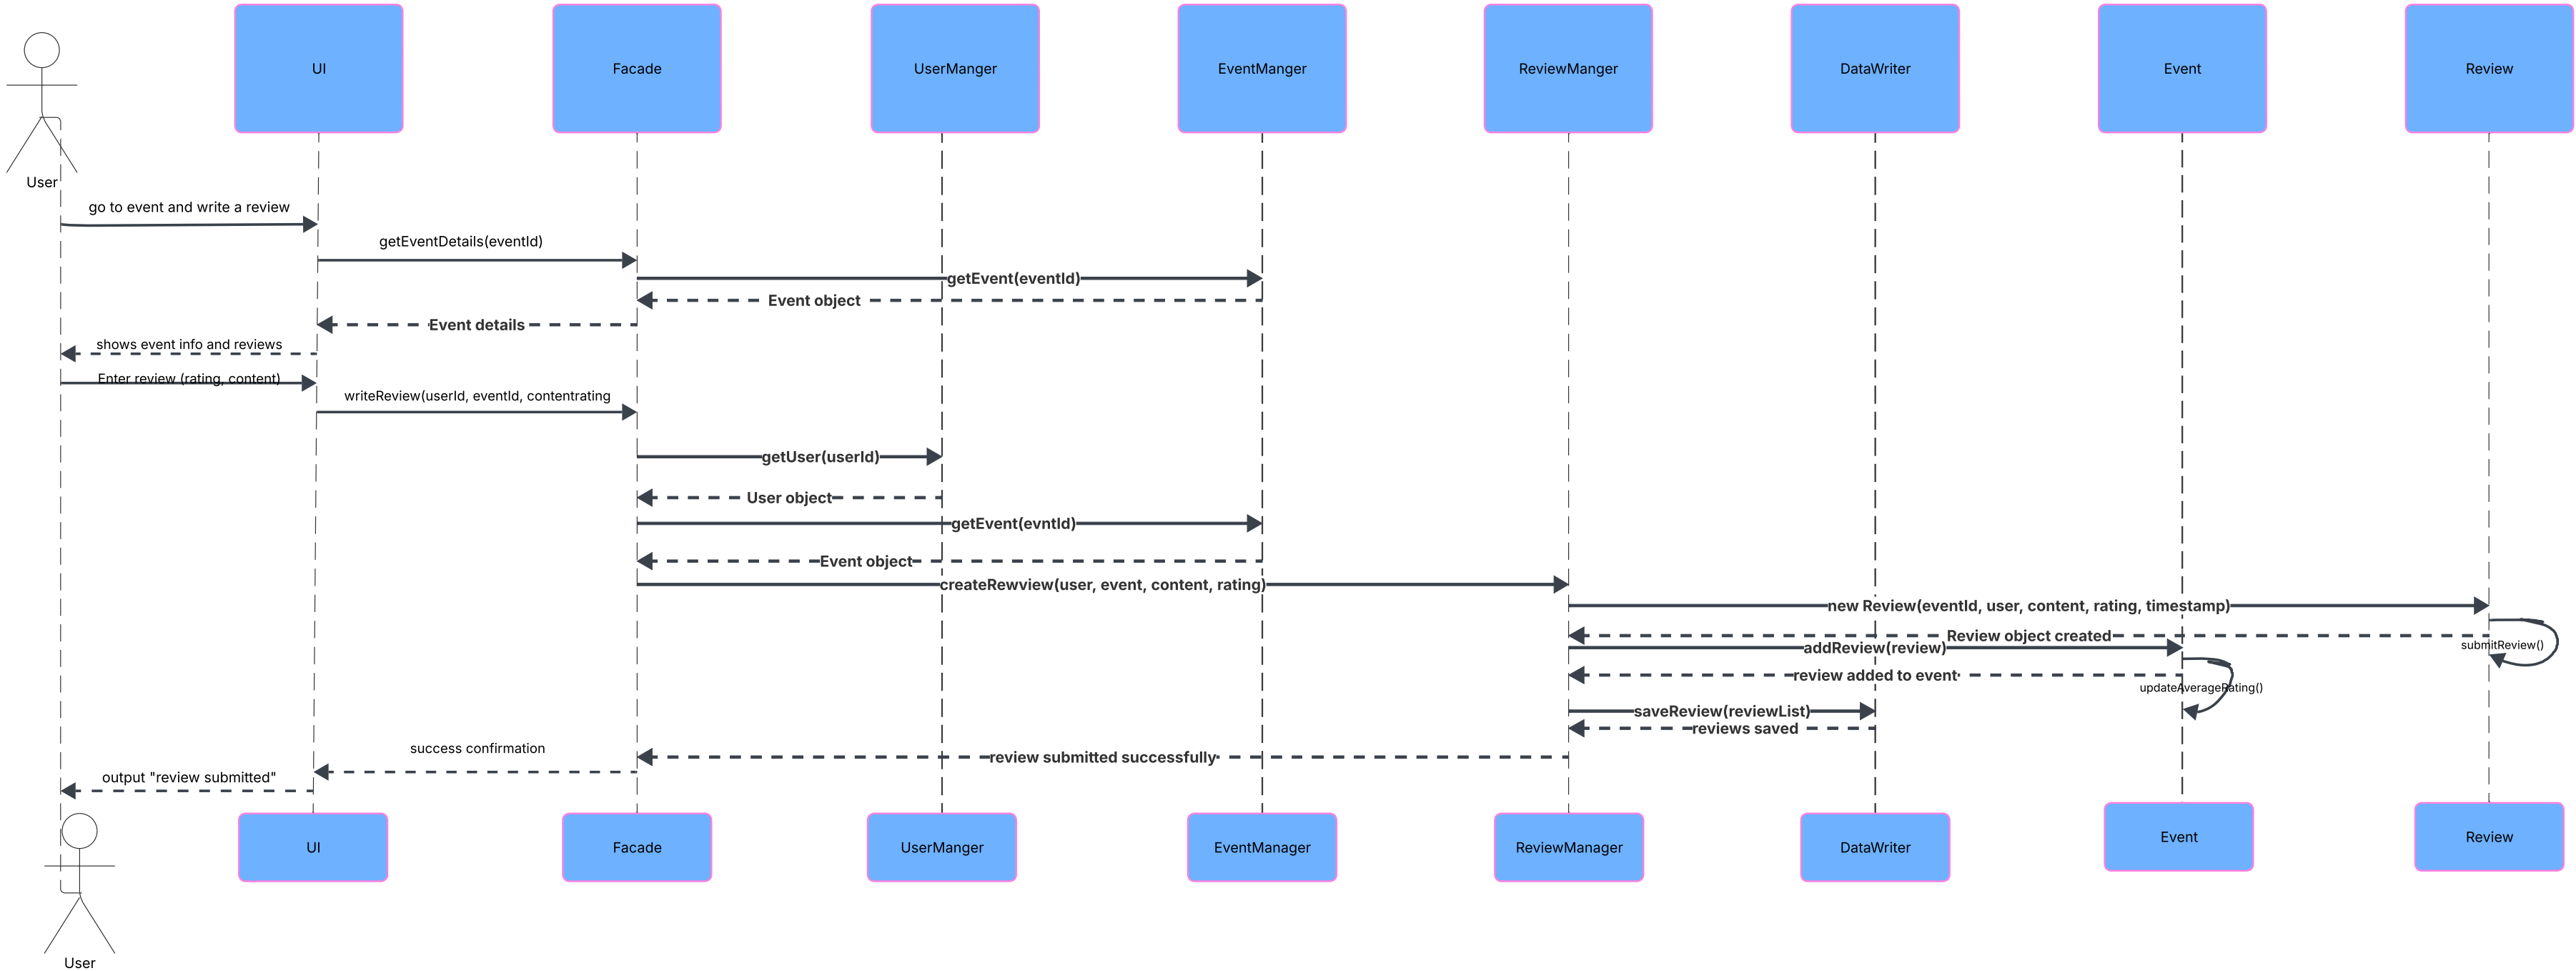 UI
Facade
UserManger
EventManger
ReviewManger
DataWriter
Event
Review
User
go to event and write a review
getEventDetails(eventId)
getEvent(eventId)
Event object
Event details
shows event info and reviews
Enter review (rating, content)
writeReview(userId, eventId, contentrating
getUser(userId)
User object
getEvent(evntId)
Event object
createRewview(user, event, content, rating)
new Review(eventId, user, content, rating, timestamp)
Review object created
submitReview()
addReview(review)
review added to event
updateAverageRating()
saveReview(reviewList)
reviews saved
review submitted successfully
success confirmation
output "review submitted"
UI
Facade
UserManger
EventManager
ReviewManager
DataWriter
Event
Review
User